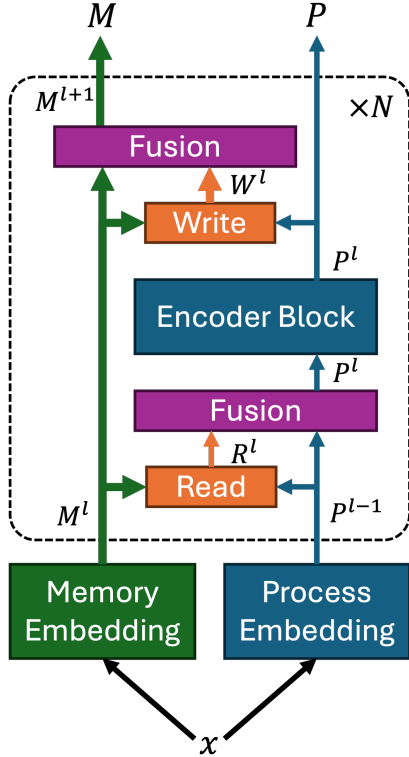 M P
M^{l+1} ×N
Fusion
W^l
Write
P^l
Encoder Block
P^l
Fusion
R^l
Read
M^l P^{l-1}
Memory Embedding
Process Embedding
x